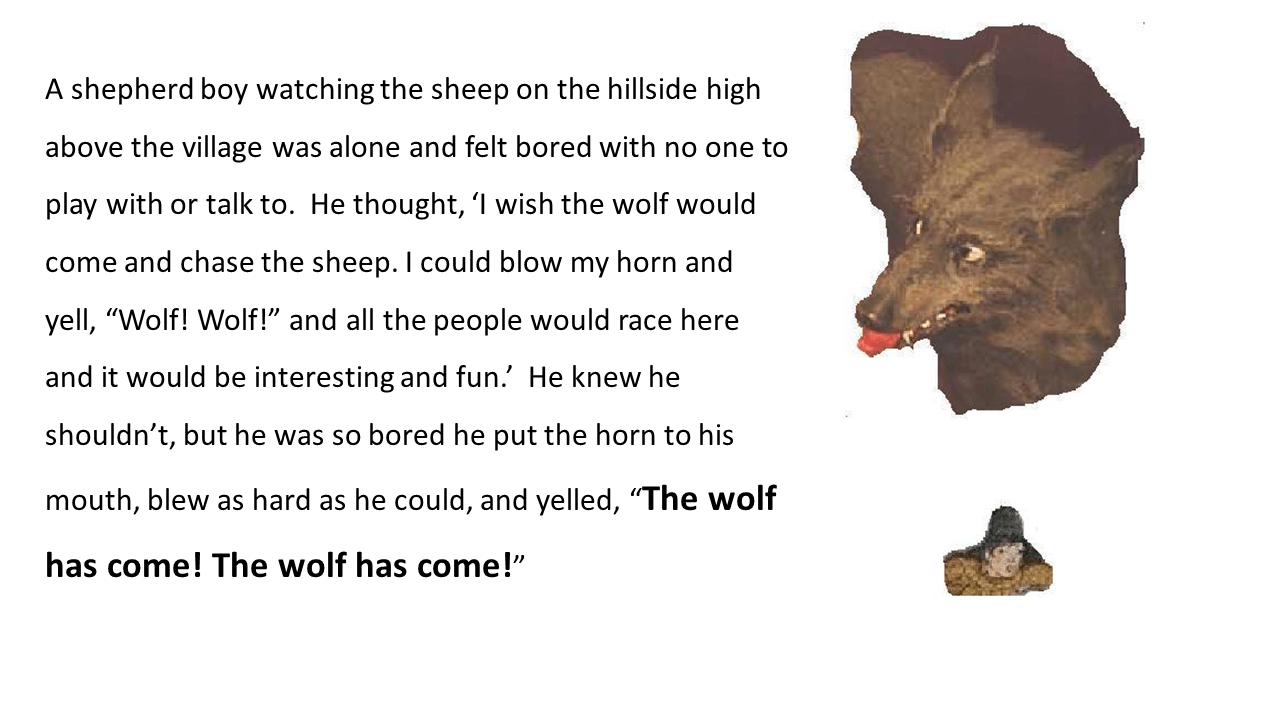 A shepherd boy watching the sheep on the hillside high
above the village was alone and felt bored with no one to
play with or talk to.  He thought, ‘I wish the wolf would
come and chase the sheep. I could blow my horn and
yell, “Wolf! Wolf!” and all the people would race here
and it would be interesting and fun.’  He knew he
shouldn’t, but he was so bored he put the horn to his
mouth, blew as hard as he could, and yelled, “The wolf
has come! The wolf has come!”